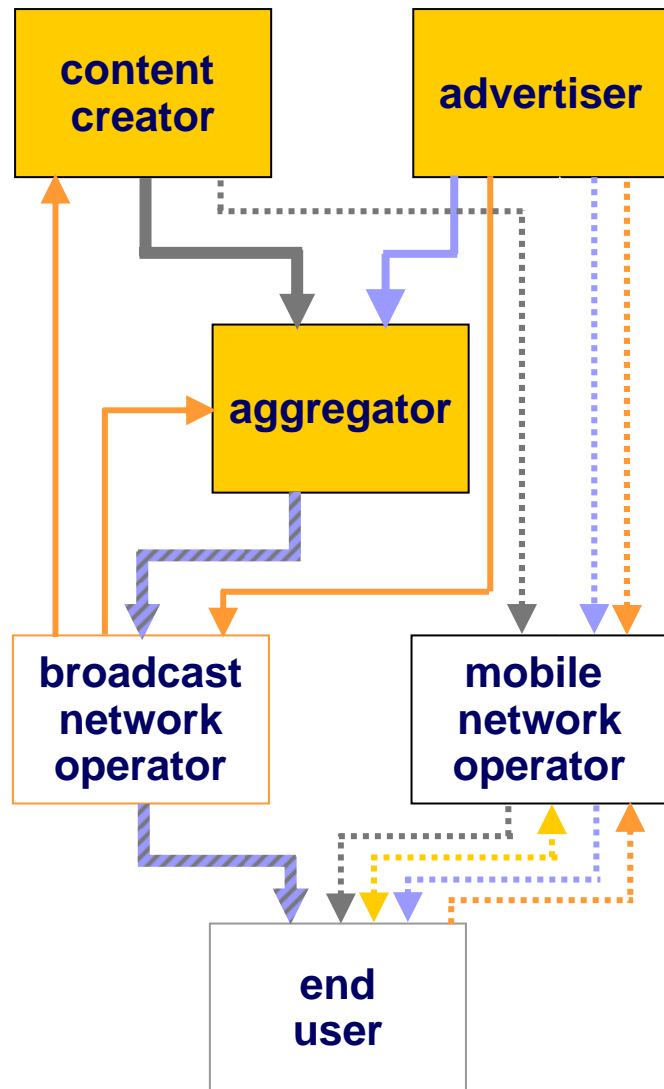 content
creator
advertiser
aggregator
broadcast
network
operator
mobile
network
operator
end
user